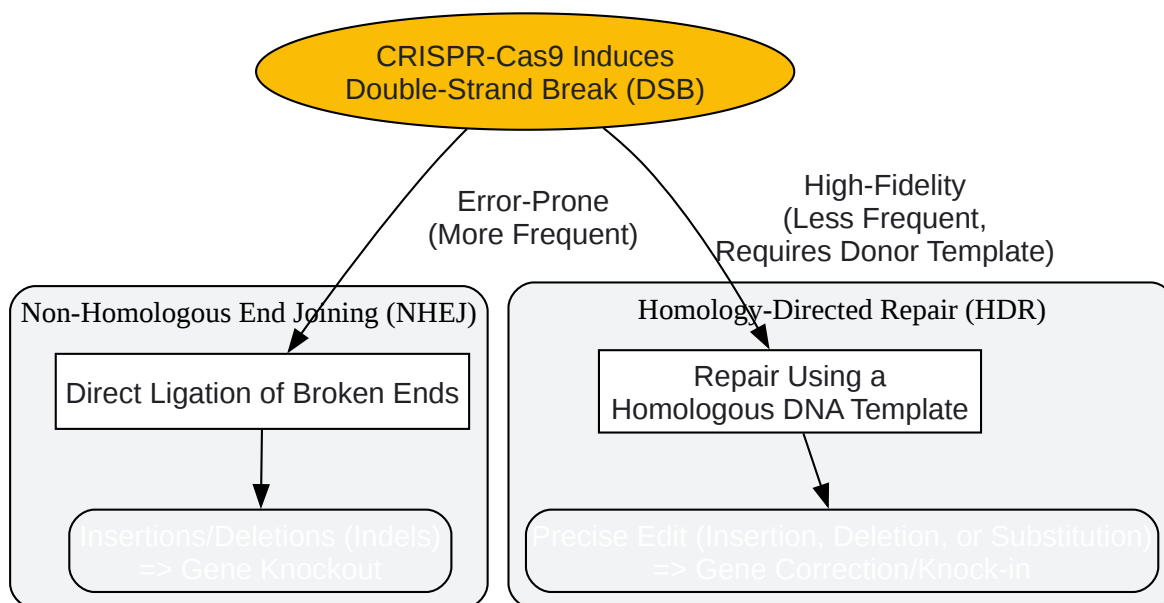 CRISPR-Cas9 Induces
Double-Strand Break (DSB)
Error-Prone
(More Frequent)
High-Fidelity
(Less Frequent,
Requires Donor Template)
Non-Homologous End Joining (NHEJ)
Direct Ligation of Broken Ends
Insertions/Deletions (Indels)
=> Gene Knockout
Homology-Directed Repair (HDR)
Repair Using a
Homologous DNA Template
Precise Edit (Insertion, Deletion, or Substitution)
=> Gene Correction/Knock-in